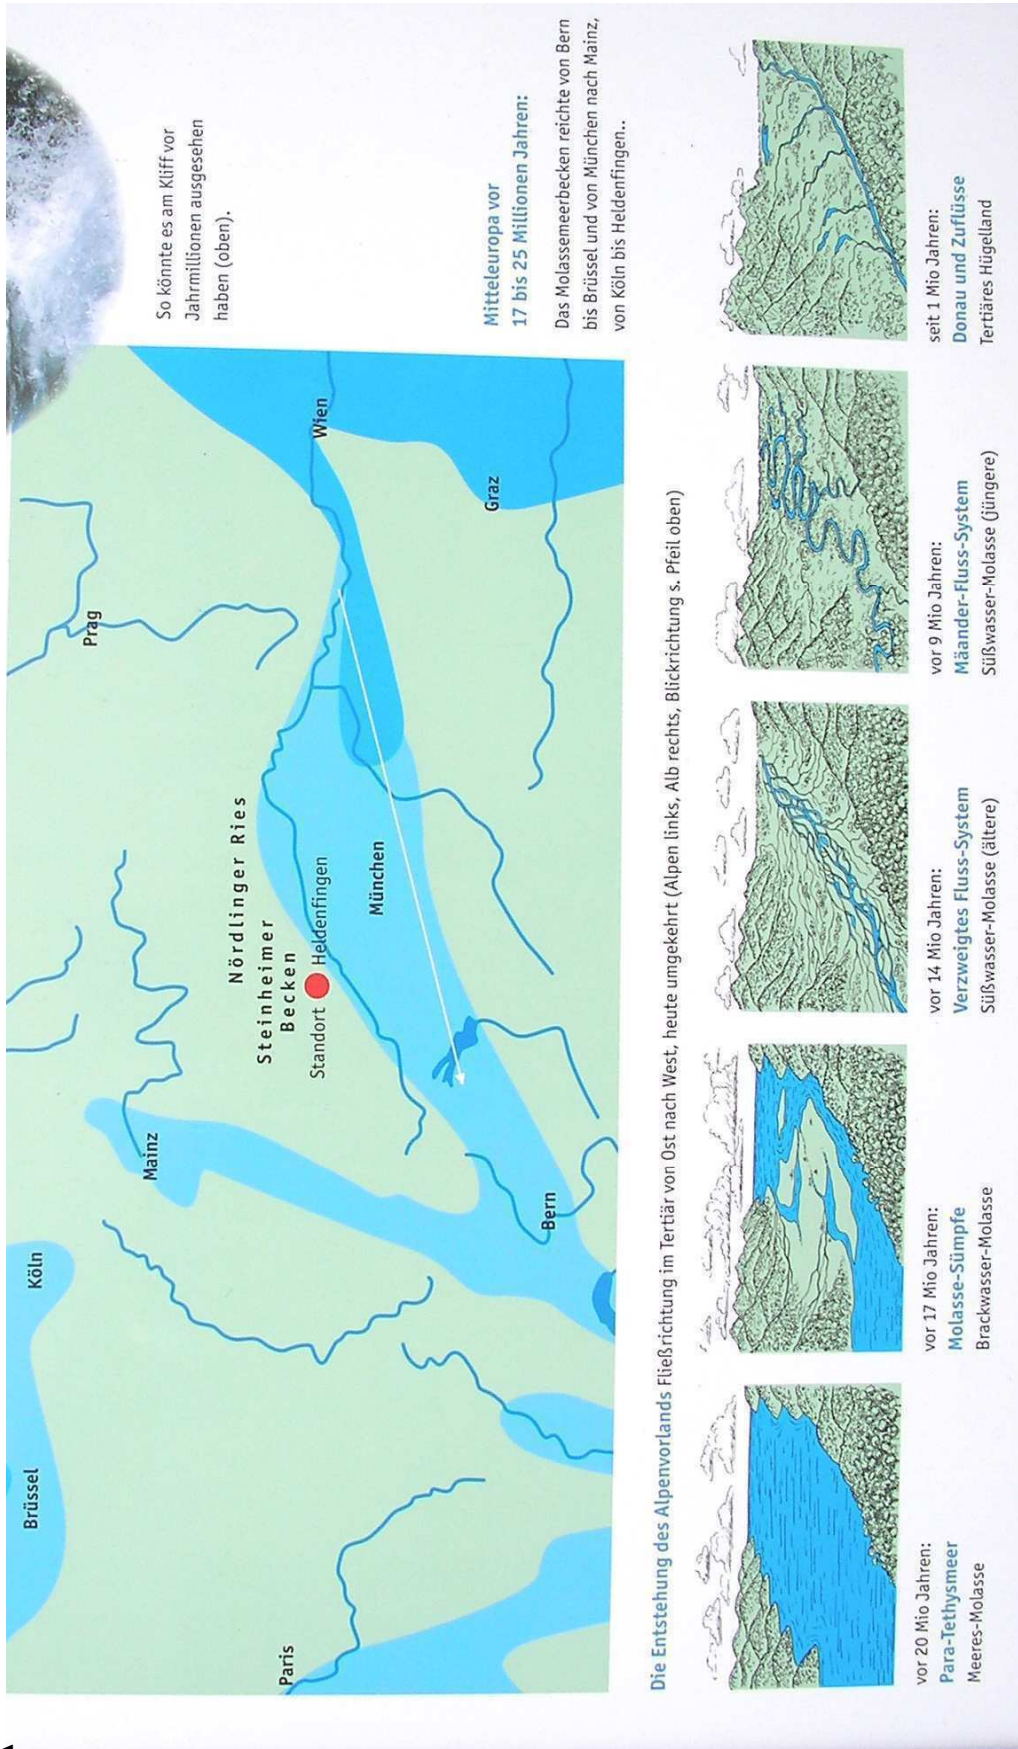 So könnte es am Kliff vor
Jahrmillionen ausgesehen
haben (oben).
Mitteleuropa vor
17 bis 25 Millionen Jahren:
Das Molassemeerbecken reichte von Bern
bis Brüssel und von München nach Mainz,
von Köln bis Heldenfingen..
Brüssel
Köln
Prag
Mainz
Nördlinger Ries
Steinheimer
Becken
Standort
Heldenfingen
Wien
Paris
München
Graz
Bern
Die Entstehung des Alpenvorlands Fließrichtung im Tertiär von Ost nach West, heute umgekehrt (Alpen links, Alb rechts, Blickrichtung s. Pfeil oben)
vor 20 Mio Jahren:
Para-Tethysmeer
Meeres-Molasse
vor 17 Mio Jahren:
Molasse-Sümpfe
Brackwasser-Molasse
vor 14 Mio Jahren:
Verzweigtes Fluss-System
Süßwasser-Molasse (ältere)
vor 9 Mio Jahren:
Mäander-Fluss-System
Süßwasser-Molasse (jüngere)
seit 1 Mio Jahren:
Donau und Zuflüsse
Tertiäres Hügelland